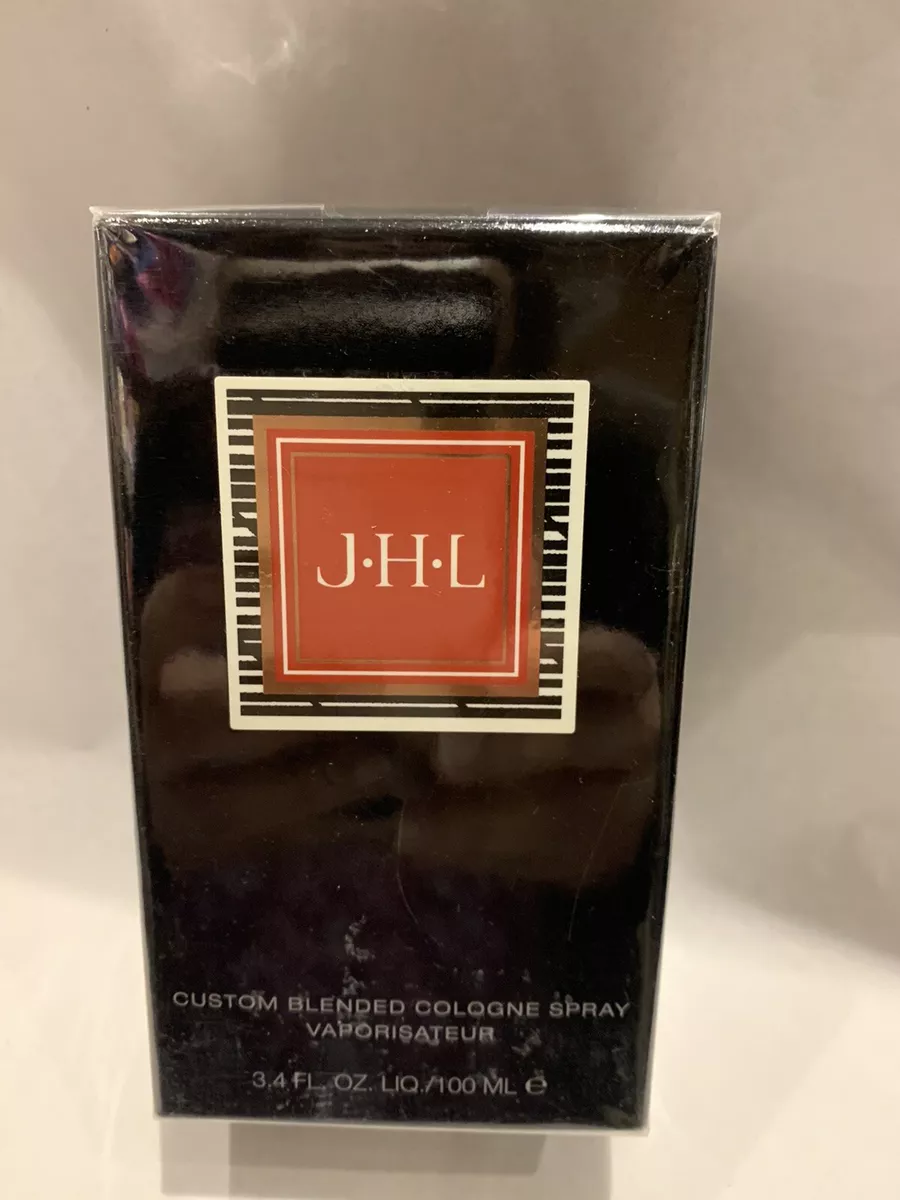 J·H·L
CUSTOM BLENDED COLOGNE SPRAY
VAPORISATEUR
3.4 FL. OZ. LIQ./100 ML ℮